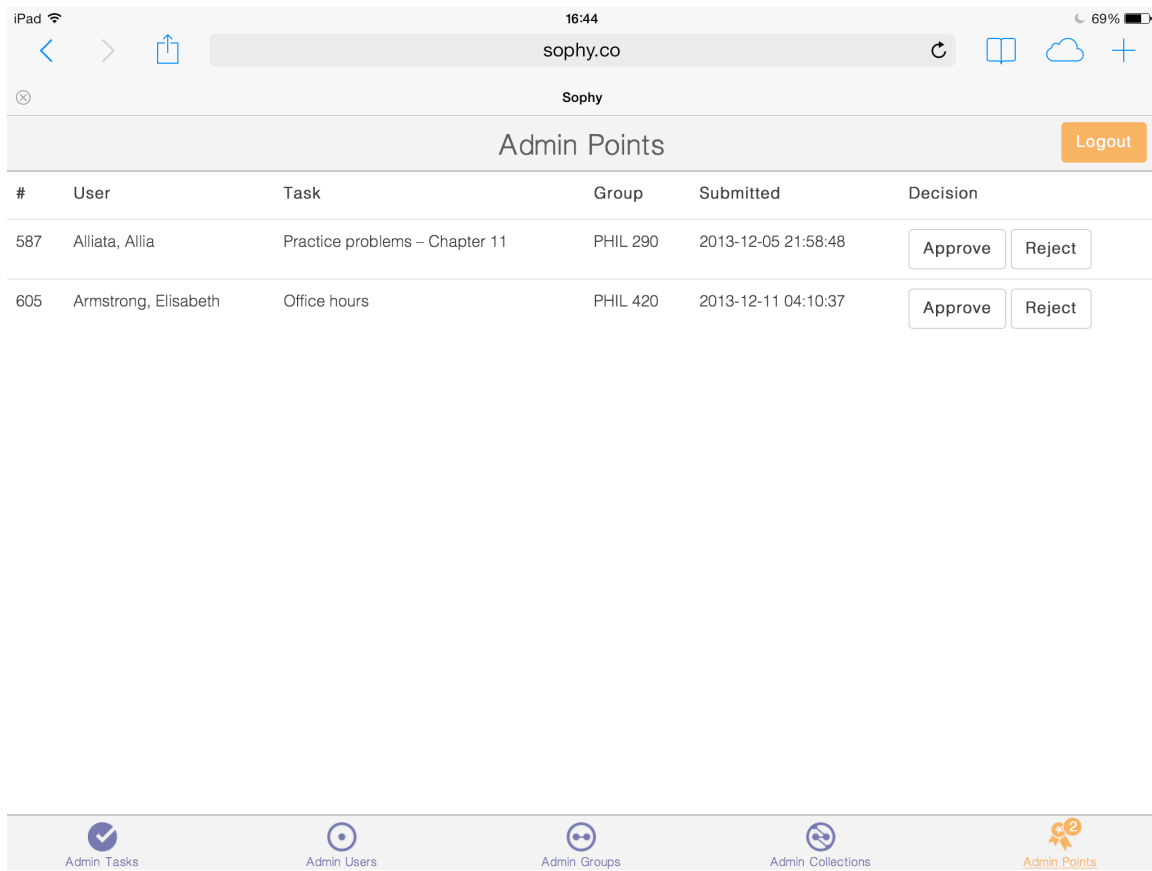 iPad 16:44 69%
sophy.co
Sophy
Admin Points Logout
# User Task Group Submitted Decision
587 Alliata, Allia Practice problems – Chapter 11 PHIL 290 2013-12-05 21:58:48 Approve Reject
605 Armstrong, Elisabeth Office hours PHIL 420 2013-12-11 04:10:37 Approve Reject
2
Admin Tasks Admin Users Admin Groups Admin Collections Admin Points